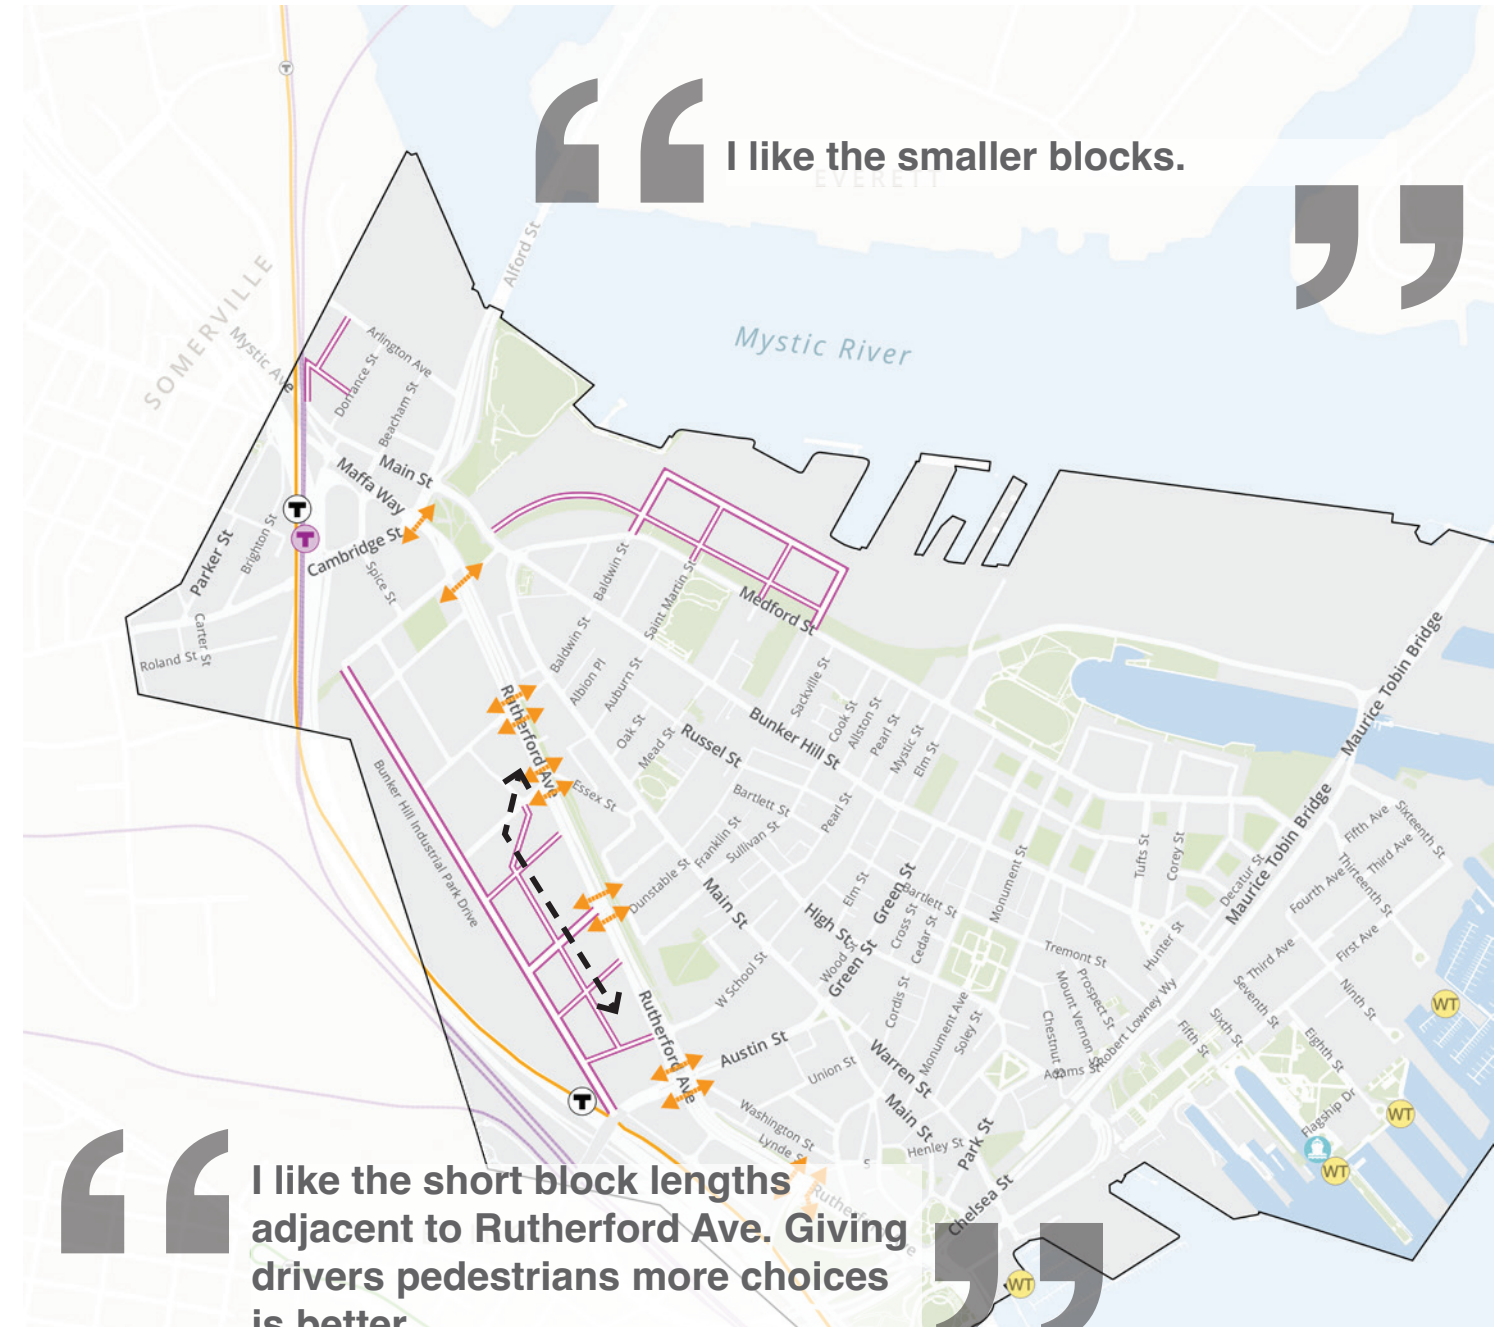 I like the smaller blocks.
EVERETT
Alford St
SOMERVILLE
Mystic River
Mystic Ave
Arlington Ave
Dorrance St
Beacham St
Main St
Maffa Way
T
T
T
Cambridge St
Parker St
Brighton St
Spice St
Carter St
Roland St
Baldwin St
Saint Martin St
Medford St
Baldwin St
Albion Pl
Auburn St
Oak St
Mead St
Russel St
Bunker Hill St
Sackville St
Cook St
Allston St
Pearl St
Mystic St
Elm St
Maurice Tobin Bridge
Rutherford Ave
Essex St
Bunker Hill Industrial Park Drive
Bartlett St
Pearl St
Franklin St
Sullivan St
Dunstable St
Main St
High St
Elm St
Green St
Bartlett St
Cross St
Cedar St
Wood St
Green St
Monument St
Tufts St
Corey St
Decatur St
Maurice Tobin Bridge
Fifth Ave
Sixteenth St
Third Ave
Thirteenth St
Fourth Ave
First Ave
Tremont St
Hunter St
Third Ave
Prospect St
Mount Vernon St
Chestnut St
Robert Lowney Wy
Adams St
Seventh St
Sixth St
Fifth St
Ninth St
Eighth St
Flagship Dr
WT
WT
WT
WT
W School St
Cordis St
Monument Ave
Soley St
Rutherford Ave
Austin St
Union St
Warren St
Main St
Washington St
Lynde S
Henley St
Park St
Chelsea St
T
I like the short block lengths
adjacent to Rutherford Ave. Giving
drivers pedestrians more choices
is better